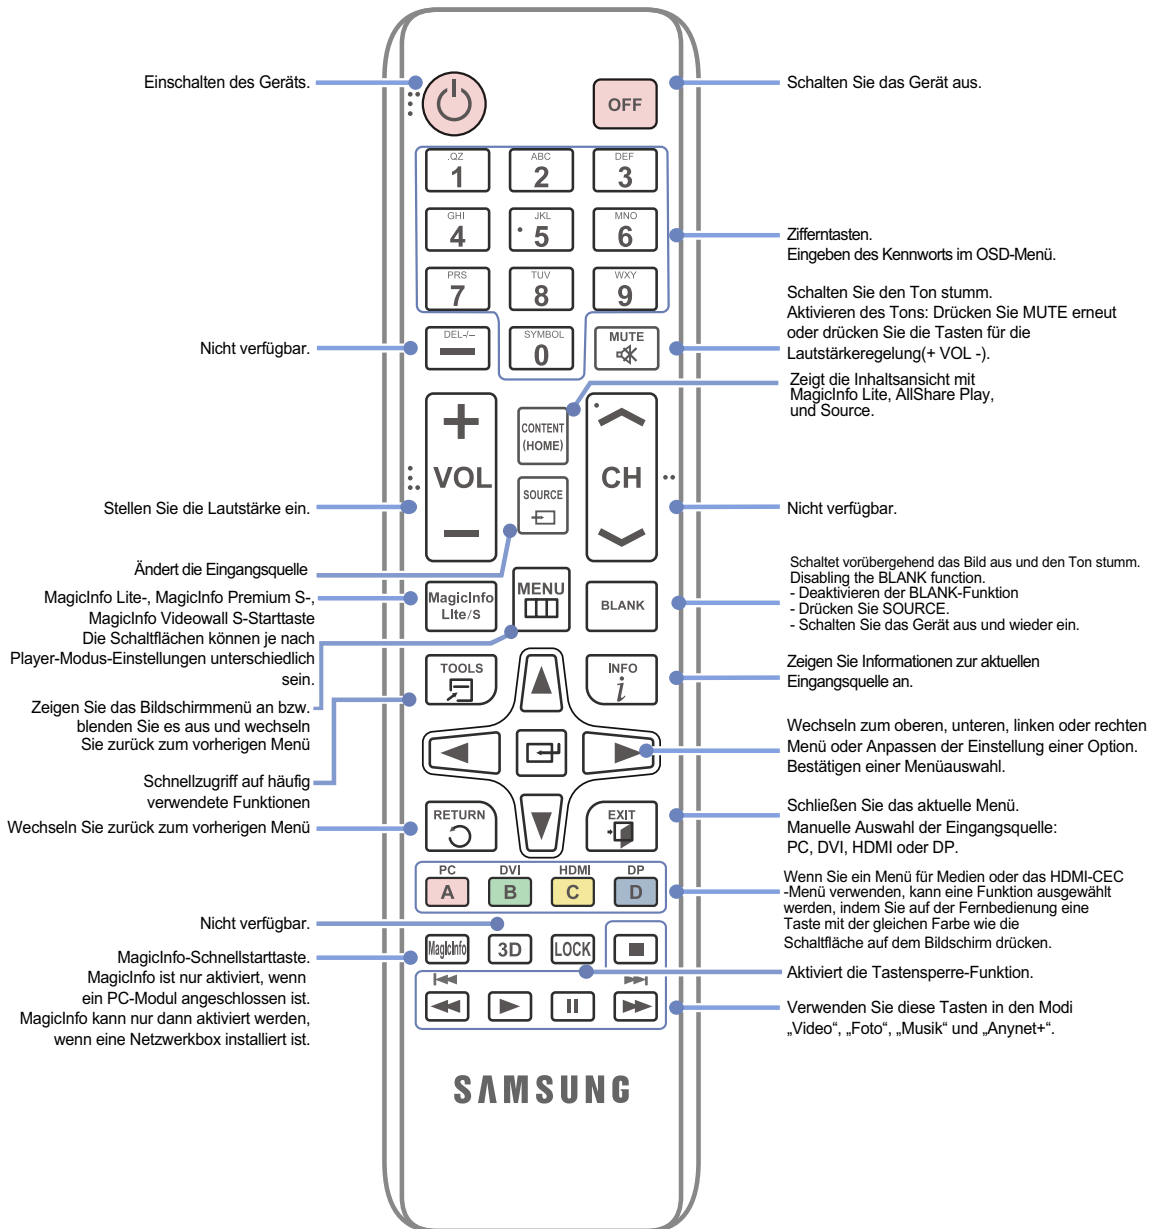 Einschalten des Geräts.
Schalten Sie das Gerät aus.
OFF
.QZ
1
ABC
2
DEF
3
GHI
4
JKL
5
MNO
6
PRS
7
TUV
8
WXY
9
DEL-/--
SYMBOL
0
MUTE
Zifferntasten.
Eingeben des Kennworts im OSD-Menü.
Nicht verfügbar.
Schalten Sie den Ton stumm.
Aktivieren des Tons: Drücken Sie MUTE erneut
oder drücken Sie die Tasten für die
Lautstärkeregelung(+ VOL -).
Zeigt die Inhaltsansicht mit
MagicInfo Lite, AllShare Play,
und Source.
VOL
CONTENT
(HOME)
CH
SOURCE
Stellen Sie die Lautstärke ein.
Nicht verfügbar.
Ändert die Eingangsquelle
MagicInfo Lite-, MagicInfo Premium S-,
MagicInfo Videowall S-Starttaste
Die Schaltflächen können je nach
Player-Modus-Einstellungen unterschiedlich
sein.
MagicInfo
Lite/S
MENU
BLANK
Schaltet vorübergehend das Bild aus und den Ton stumm.
Disabling the BLANK function.
- Deaktivieren der BLANK-Funktion
- Drücken Sie SOURCE.
- Schalten Sie das Gerät aus und wieder ein.
TOOLS
INFO
i
Zeigen Sie Informationen zur aktuellen
Eingangsquelle an.
Zeigen Sie das Bildschirmmenü an bzw.
blenden Sie es aus und wechseln
Sie zurück zum vorherigen Menü
Wechseln zum oberen, unteren, linken oder rechten
Menü oder Anpassen der Einstellung einer Option.
Bestätigen einer Menüauswahl.
Schnellzugriff auf häufig
verwendete Funktionen
Wechseln Sie zurück zum vorherigen Menü
RETURN
EXIT
Schließen Sie das aktuelle Menü.
Manuelle Auswahl der Eingangsquelle:
PC, DVI, HDMI oder DP.
PC
DVI
HDMI
DP
A
B
C
D
Wenn Sie ein Menü für Medien oder das HDMI-CEC
-Menü verwenden, kann eine Funktion ausgewählt
werden, indem Sie auf der Fernbedienung eine
Taste mit der gleichen Farbe wie die
Schaltfläche auf dem Bildschirm drücken.
Nicht verfügbar.
MagicInfo
3D
LOCK
MagicInfo-Schnellstarttaste.
MagicInfo ist nur aktiviert, wenn
ein PC-Modul angeschlossen ist.
MagicInfo kann nur dann aktiviert werden,
wenn eine Netzwerkbox installiert ist.
Aktiviert die Tastensperre-Funktion.
Verwenden Sie diese Tasten in den Modi
„Video“, „Foto“, „Musik“ und „Anynet+“.
SAMSUNG